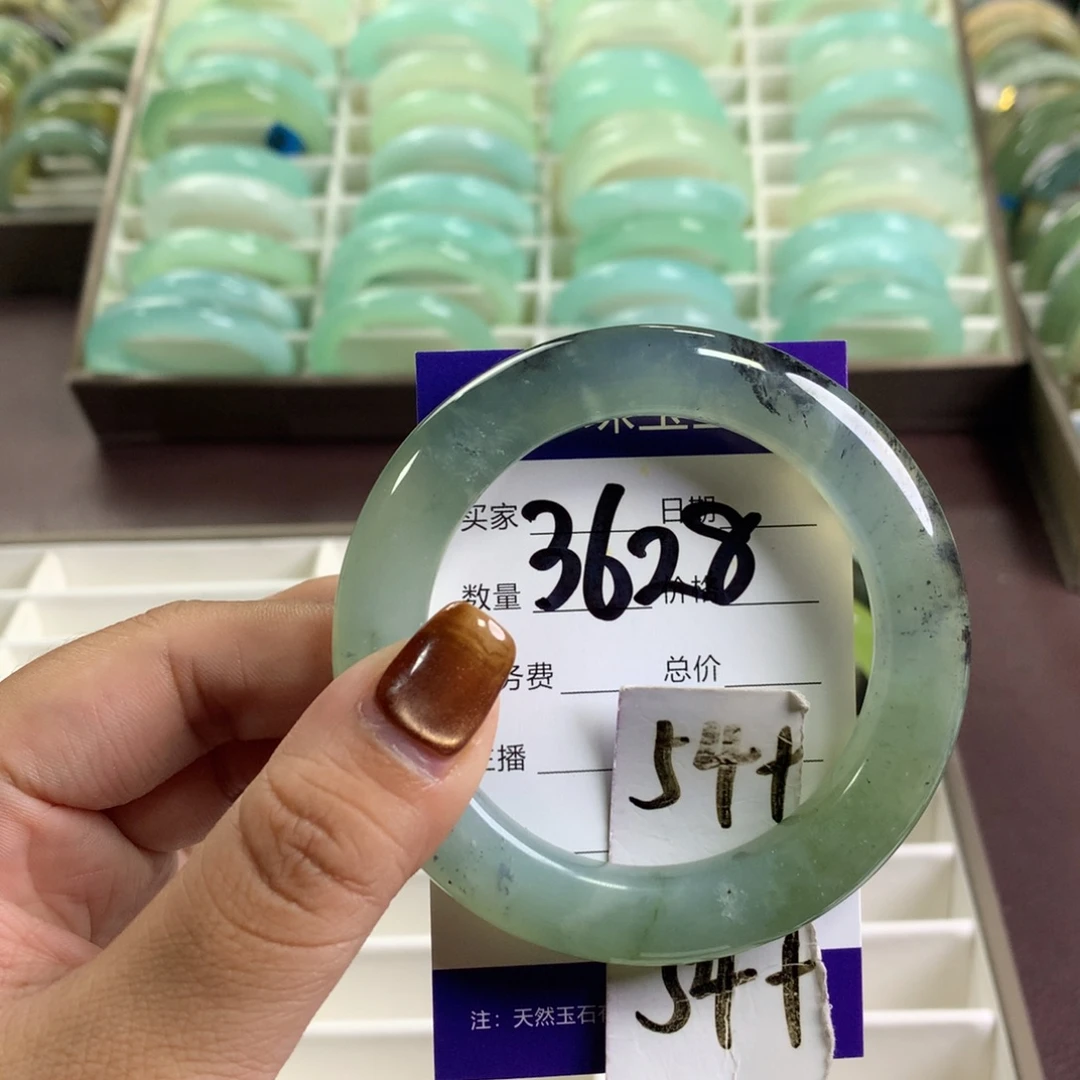 买家 3628 日期
数量 价格
务费 总价
主播
54+
54+
注：天然玉石